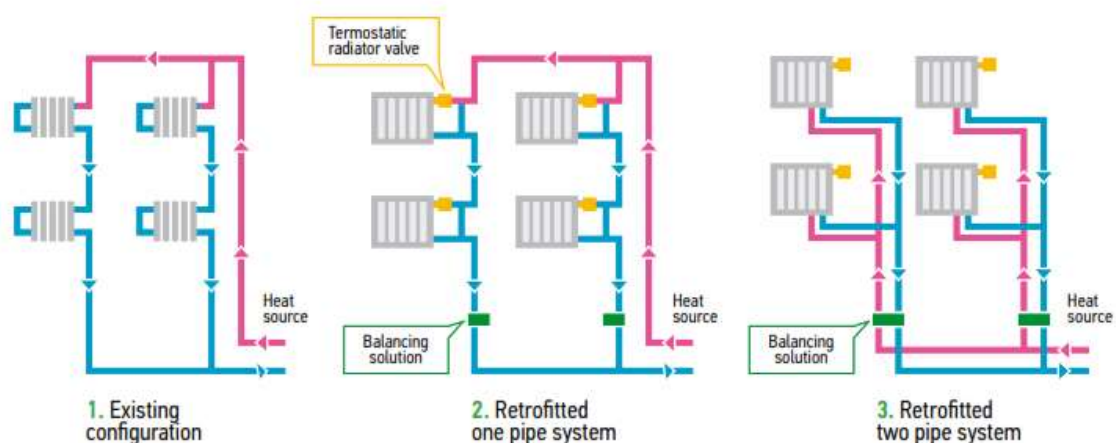 Termostatic
radiator valve
Heat
source
Heat
source
Heat
source
Balancing
solution
Balancing
solution
1. Existing
configuration
2. Retrofitted
one pipe system
3. Retrofitted
two pipe system